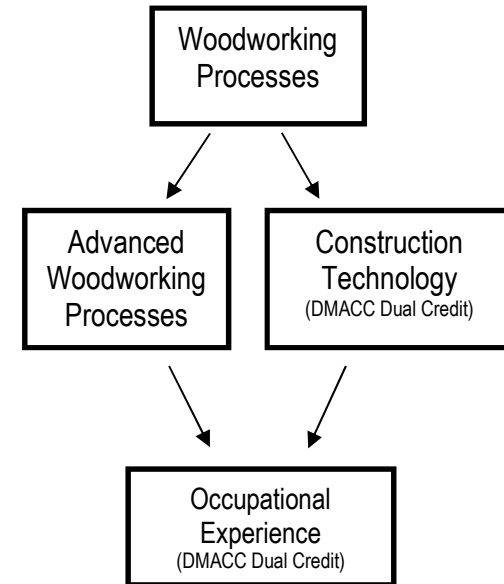 Woodworking
Processes
Advanced
Woodworking
Processes
Construction
Technology
(DMACC Dual Credit)
Occupational
Experience
(DMACC Dual Credit)